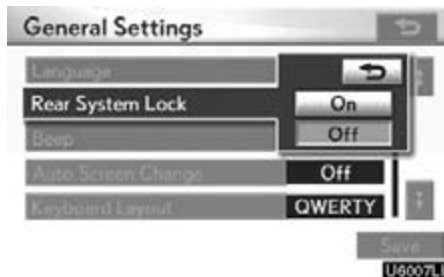 General Settings
Language
Rear System Lock On
Beep Off
Auto Screen Change Off
Keyboard Layout QWERTY
Save
U6007L